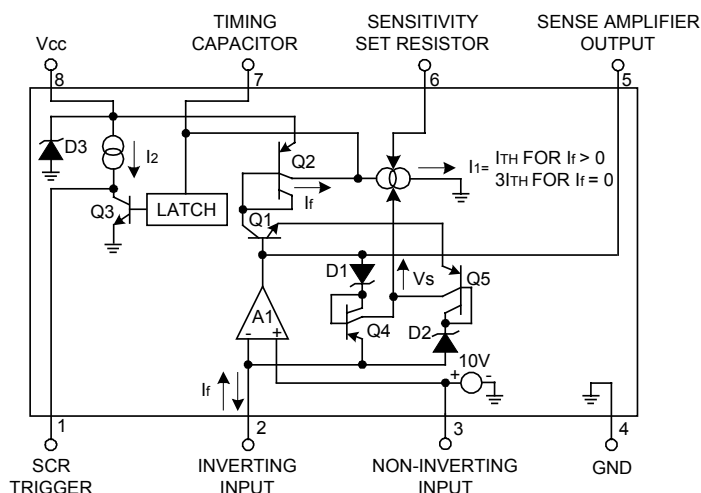 Vcc
8
TIMING
CAPACITOR
7
SENSITIVITY
SET RESISTOR
6
SENSE AMPLIFIER
OUTPUT
5
D3
I2
Q3
LATCH
Q2
If
Q1
I1= ITH FOR If > 0
3ITH FOR If = 0
D1
Vs
Q5
Q4
D2
A1
- +
If
10V
+ -
1
SCR
TRIGGER
2
INVERTING
INPUT
3
NON-INVERTING
INPUT
4
GND